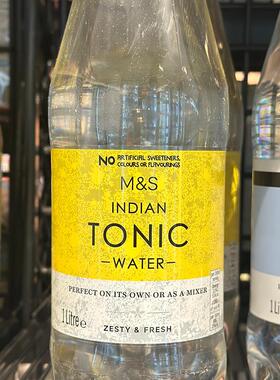 NO ARTIFICIAL SWEETENERS,
COLOURS OR FLAVOURINGS
M&S
INDIAN
TONIC
—WATER—
PERFECT ON ITS OWN OR AS A MIXER
1 Litre e
ZESTY & FRESH